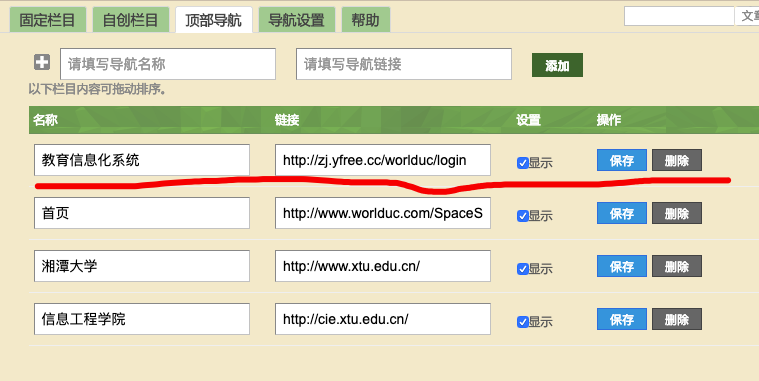 固定栏目 自创栏目 顶部导航 导航设置 帮助 文章
请填写导航名称 请填写导航链接 添加
以下栏目内容可拖动排序。
名称 链接 设置 操作
教育信息化系统 http://zj.yfree.cc/worlduc/login 显示 保存 删除
首页 http://www.worlduc.com/SpaceS 显示 保存 删除
湘潭大学 http://www.xtu.edu.cn/ 显示 保存 删除
信息工程学院 http://cie.xtu.edu.cn/ 显示 保存 删除